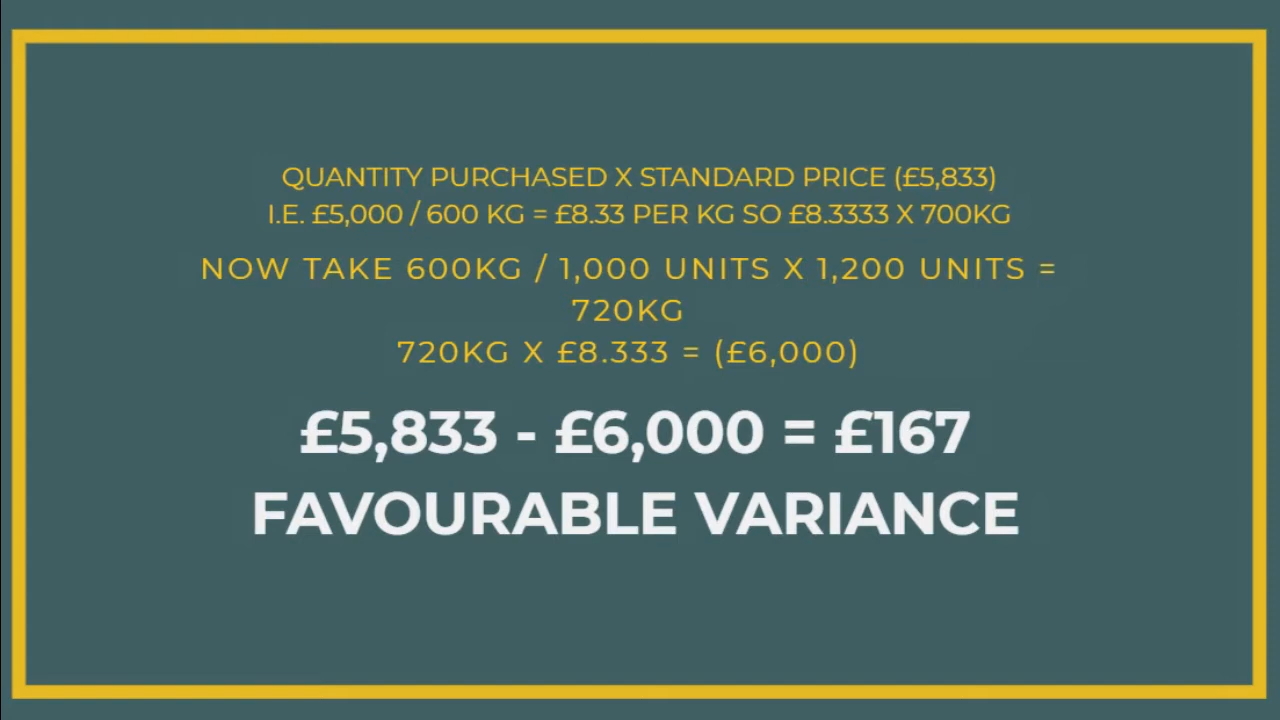 QUANTITY PURCHASED X STANDARD PRICE (£5,833)
I.E. £5,000 / 600 KG = £8.33 PER KG SO £8.3333 X 700KG
NOW TAKE 600KG / 1,000 UNITS X 1,200 UNITS =
720KG
720KG X £8.333 = (£6,000)
£5,833 - £6,000 = £167
FAVOURABLE VARIANCE